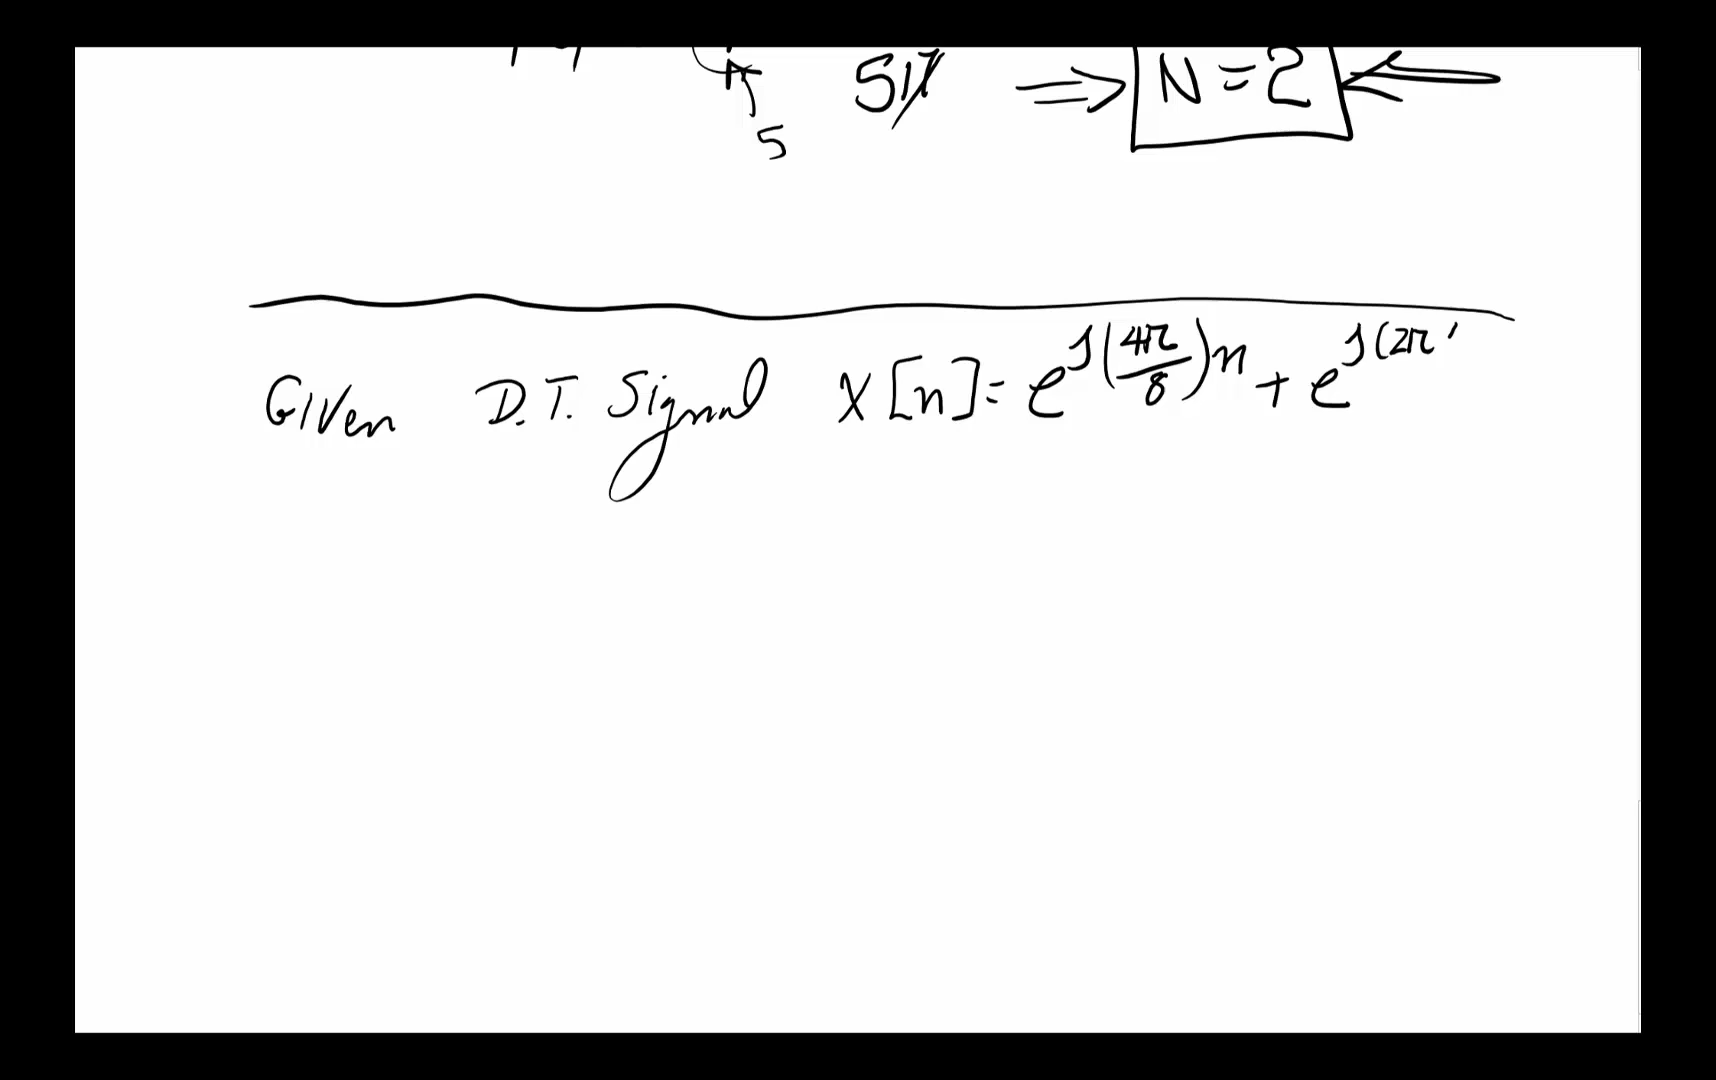 5π ⇒ N = 2 ⇐
5
Given D.T. Signal x[n] = e^{j(4π/8)n} + e^{j(2π